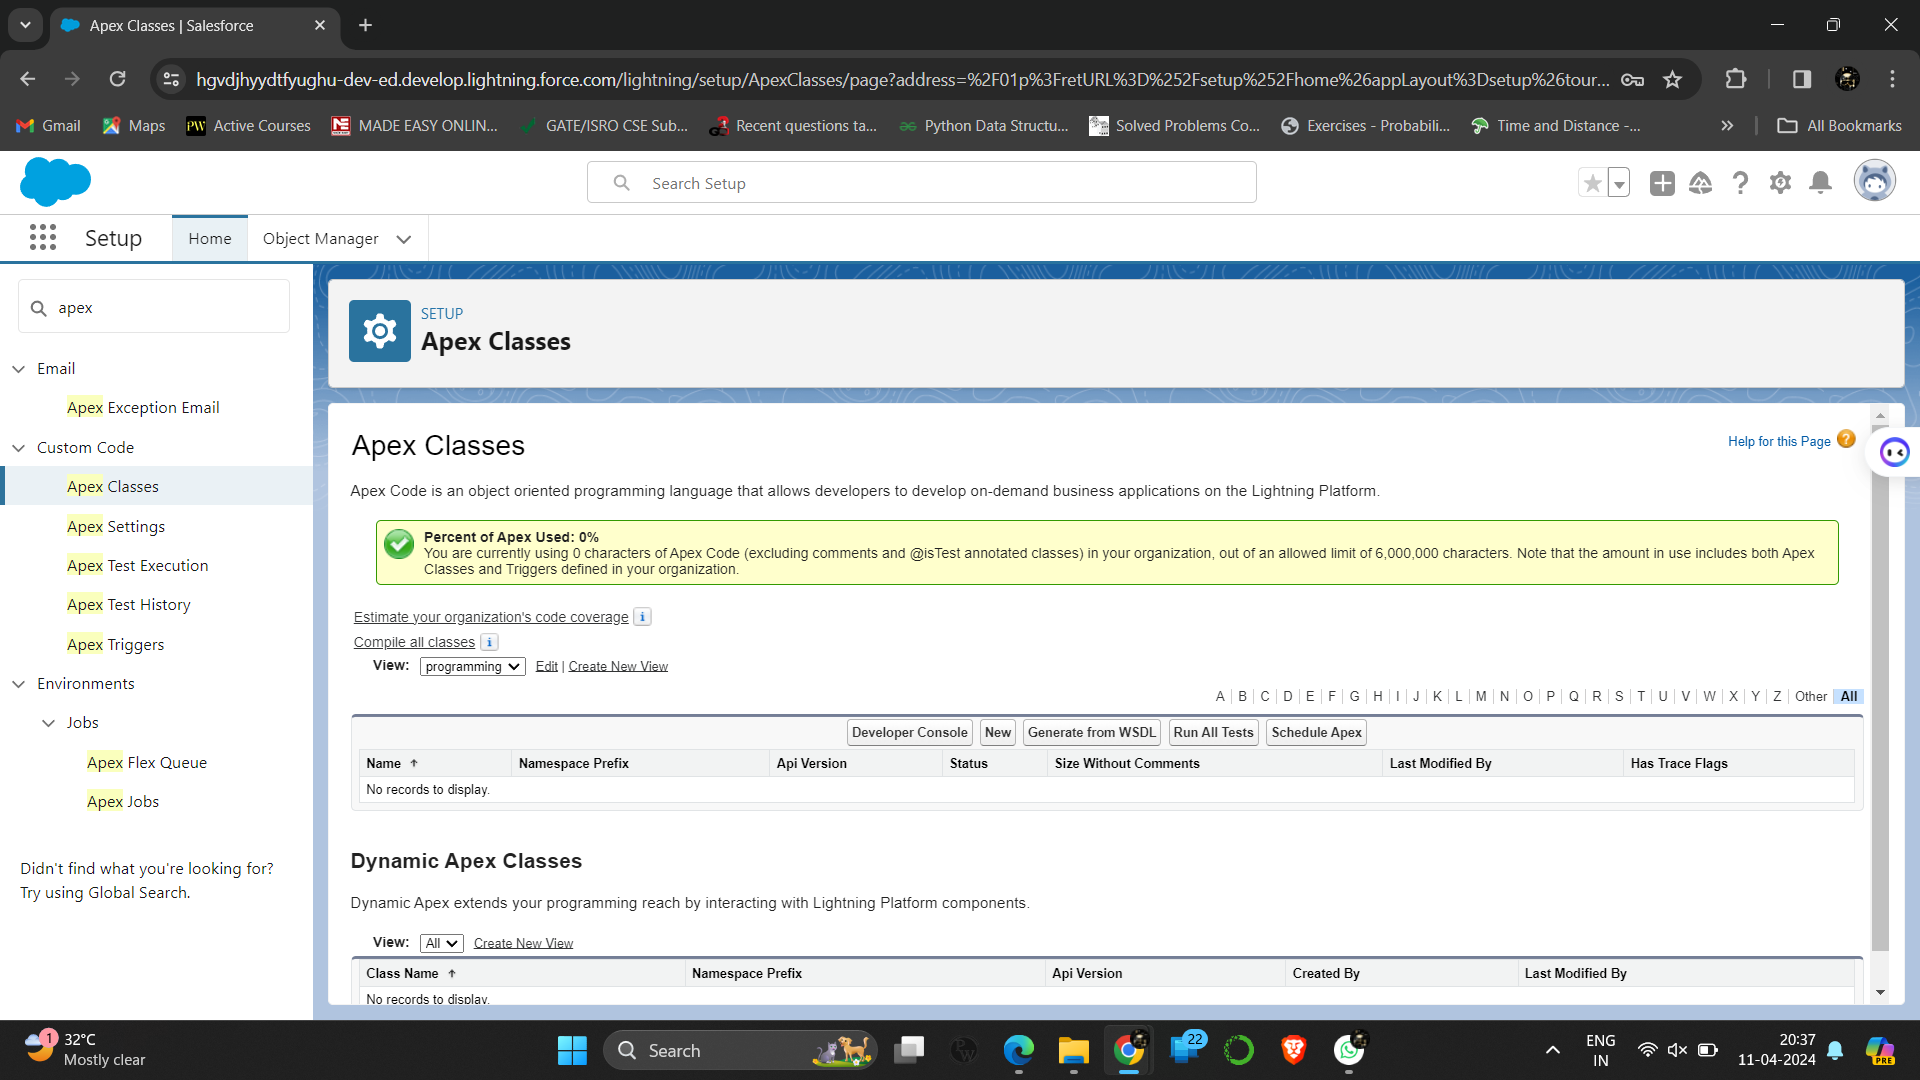 Apex Classes | Salesforce
hgvdjhyydtfyughu-dev-ed.develop.lightning.force.com/lightning/setup/ApexClasses/page?address=%2F01p%3FretURL%3D%252Fsetup%252Fhome%26appLayout%3Dsetup%26tour...
Gmail
Maps
PW Active Courses
MADE EASY ONLIN...
GATE/ISRO CSE Sub...
Recent questions ta...
Python Data Structu...
Solved Problems Co...
Exercises - Probabili...
Time and Distance -...
All Bookmarks
Search Setup
Setup
Home
Object Manager
apex
Email
Apex Exception Email
Custom Code
Apex Classes
Apex Settings
Apex Test Execution
Apex Test History
Apex Triggers
Environments
Jobs
Apex Flex Queue
Apex Jobs
Didn't find what you're looking for?
Try using Global Search.
SETUP
Apex Classes
Apex Classes
Help for this Page ?
Apex Code is an object oriented programming language that allows developers to develop on-demand business applications on the Lightning Platform.
Percent of Apex Used: 0%
You are currently using 0 characters of Apex Code (excluding comments and @isTest annotated classes) in your organization, out of an allowed limit of 6,000,000 characters. Note that the amount in use includes both Apex
Classes and Triggers defined in your organization.
Estimate your organization's code coverage i
Compile all classes i
View: programming Edit | Create New View
A | B | C | D | E | F | G | H | I | J | K | L | M | N | O | P | Q | R | S | T | U | V | W | X | Y | Z | Other All
Developer Console New Generate from WSDL Run All Tests Schedule Apex
Name Namespace Prefix Api Version Status Size Without Comments Last Modified By Has Trace Flags
No records to display.
Dynamic Apex Classes
Dynamic Apex extends your programming reach by interacting with Lightning Platform components.
View: All Create New View
Class Name Namespace Prefix Api Version Created By Last Modified By
No records to display.
1
32°C
Mostly clear
Search
22
ENG
IN
20:37
11-04-2024
PRE